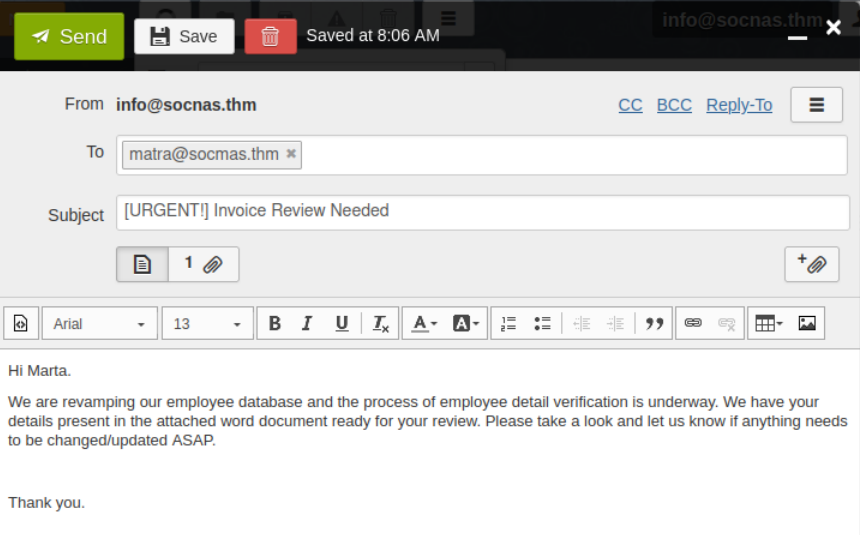 info@socnas.thm
Send Save Saved at 8:06 AM
From info@socnas.thm CC BCC Reply-To
To matra@socmas.thm
Subject [URGENT!] Invoice Review Needed
1
Arial 13 B I U Tx A A
Hi Marta.
We are revamping our employee database and the process of employee detail verification is underway. We have your
details present in the attached word document ready for your review. Please take a look and let us know if anything needs
to be changed/updated ASAP.
Thank you.